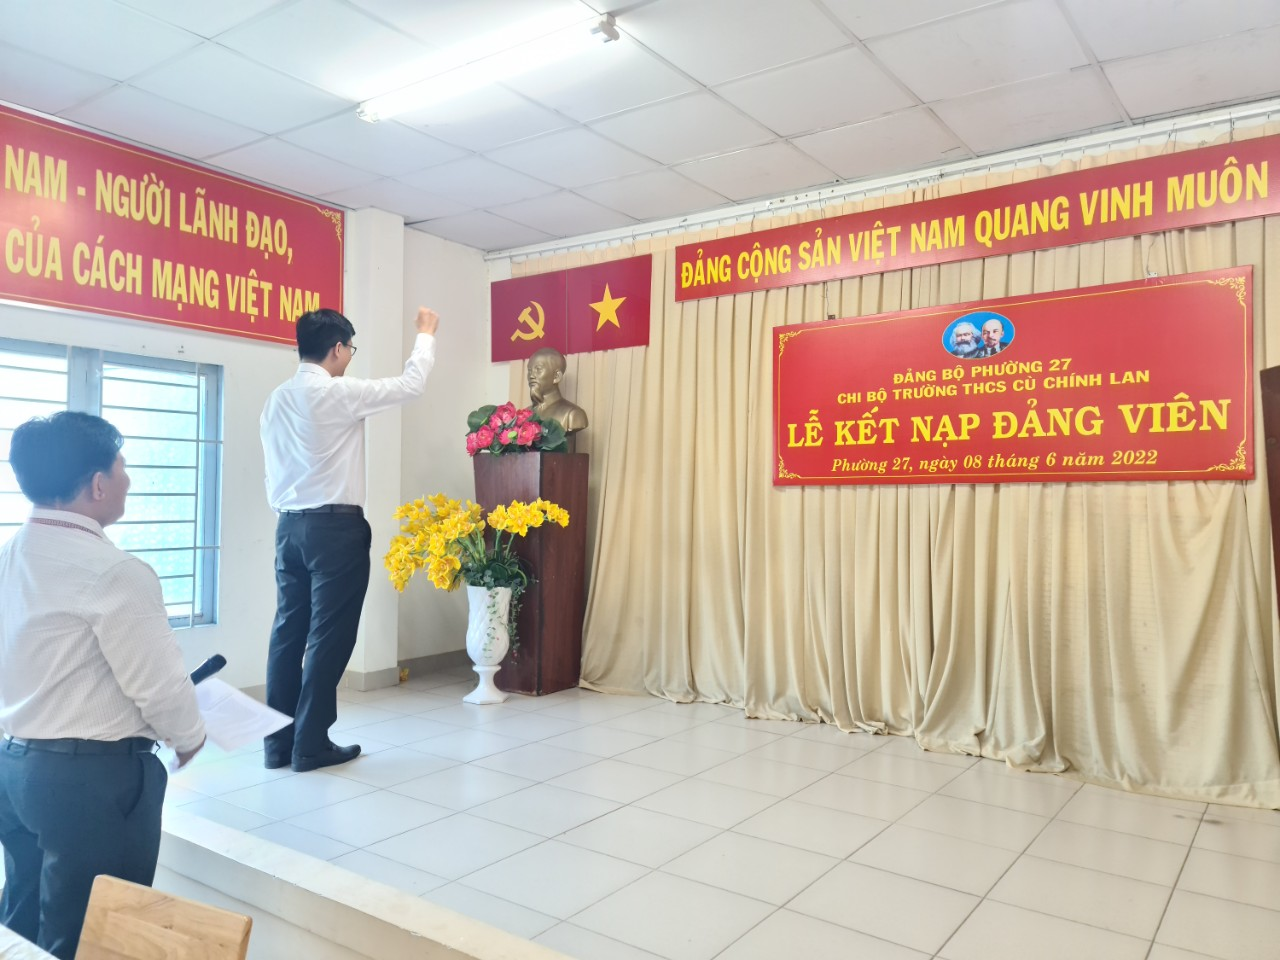 NAM - NGƯỜI LÃNH ĐẠO,
CỦA CÁCH MẠNG VIỆT NAM
ĐẢNG CỘNG SẢN VIỆT NAM QUANG VINH MUÔN
ĐẢNG BỘ PHƯỜNG 27
CHI BỘ TRƯỜNG THCS CÙ CHÍNH LAN
LỄ KẾT NẠP ĐẢNG VIÊN
Phường 27, ngày 08 tháng 6 năm 2022